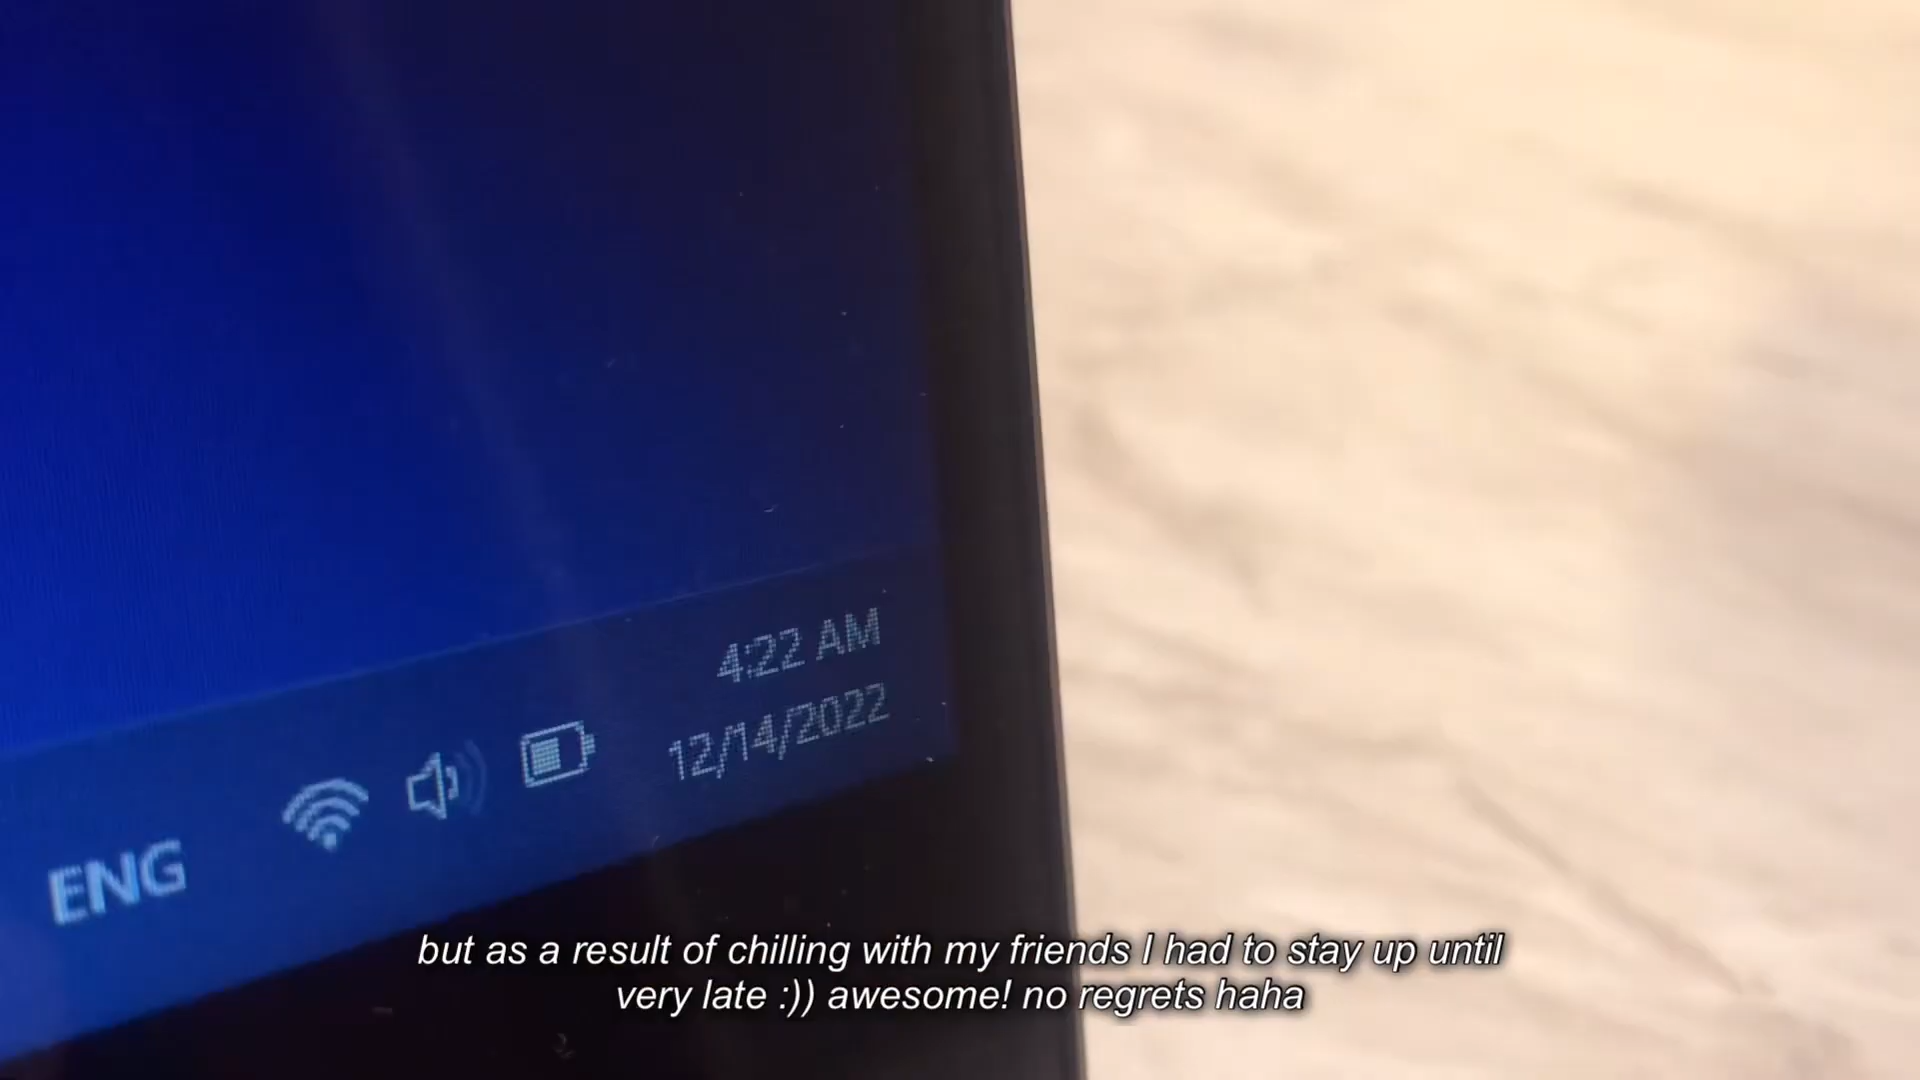 4:22 AM
12/14/2022
ENG
but as a result of chilling with my friends I had to stay up until
very late :)) awesome! no regrets haha